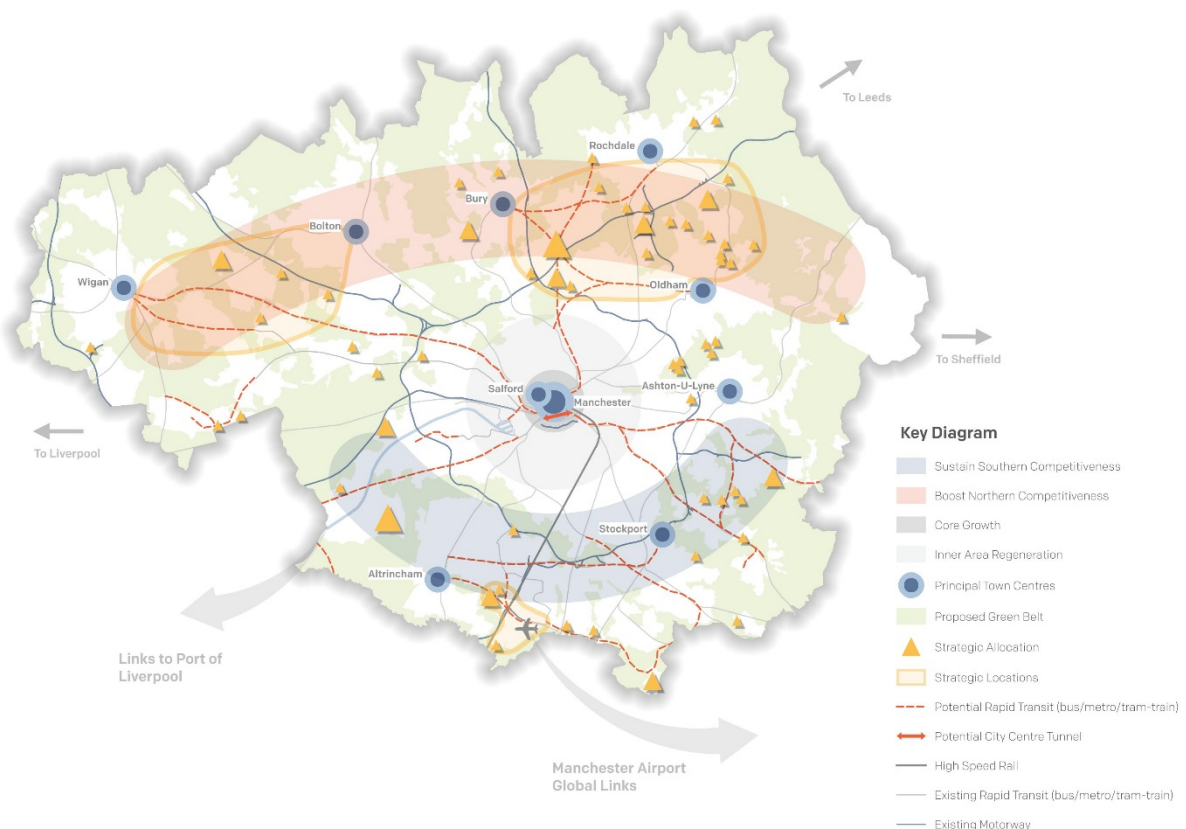 To Leeds
Rochdale
Bury
Bolton
Wigan
Oldham
To Sheffield
Salford
Manchester
Ashton-U-Lyne
To Liverpool
Stockport
Altrincham
Links to Port of
Liverpool
Manchester Airport
Global Links
Key Diagram
Sustain Southern Competitiveness
Boost Northern Competitiveness
Core Growth
Inner Area Regeneration
Principal Town Centres
Proposed Green Belt
Strategic Allocation
Strategic Locations
Potential Rapid Transit (bus/metro/tram-train)
Potential City Centre Tunnel
High Speed Rail
Existing Rapid Transit (bus/metro/tram-train)
Existing Motorway